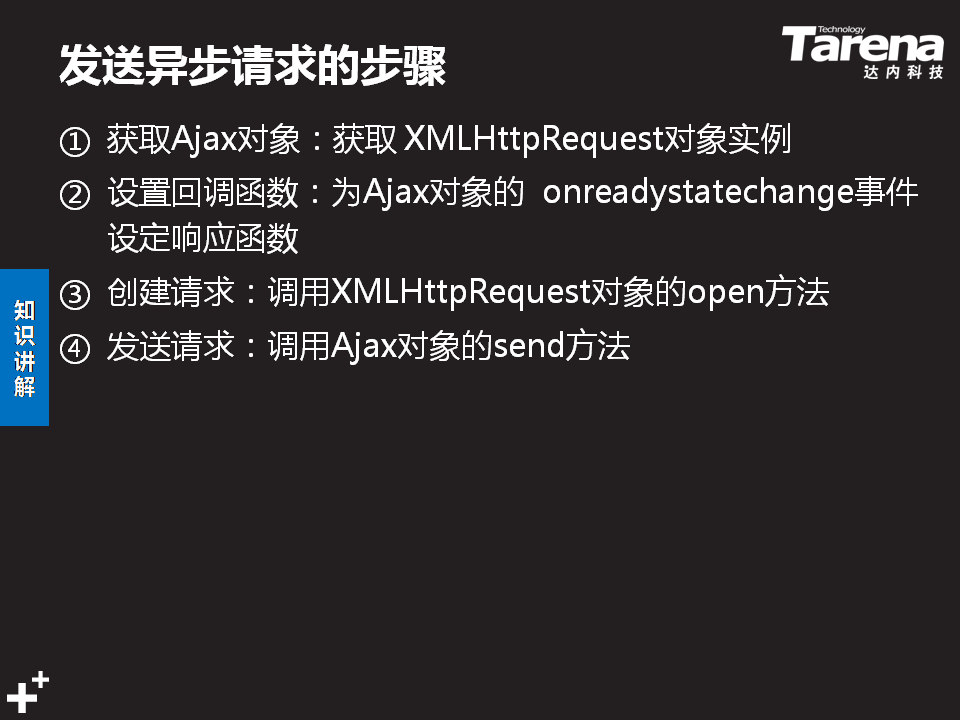 发送异步请求的步骤
Technology
Tarena
达内科技
① 获取Ajax对象：获取 XMLHttpRequest对象实例
② 设置回调函数：为Ajax对象的 onreadystatechange事件
设定响应函数
③ 创建请求：调用XMLHttpRequest对象的open方法
④ 发送请求：调用Ajax对象的send方法
知识讲解